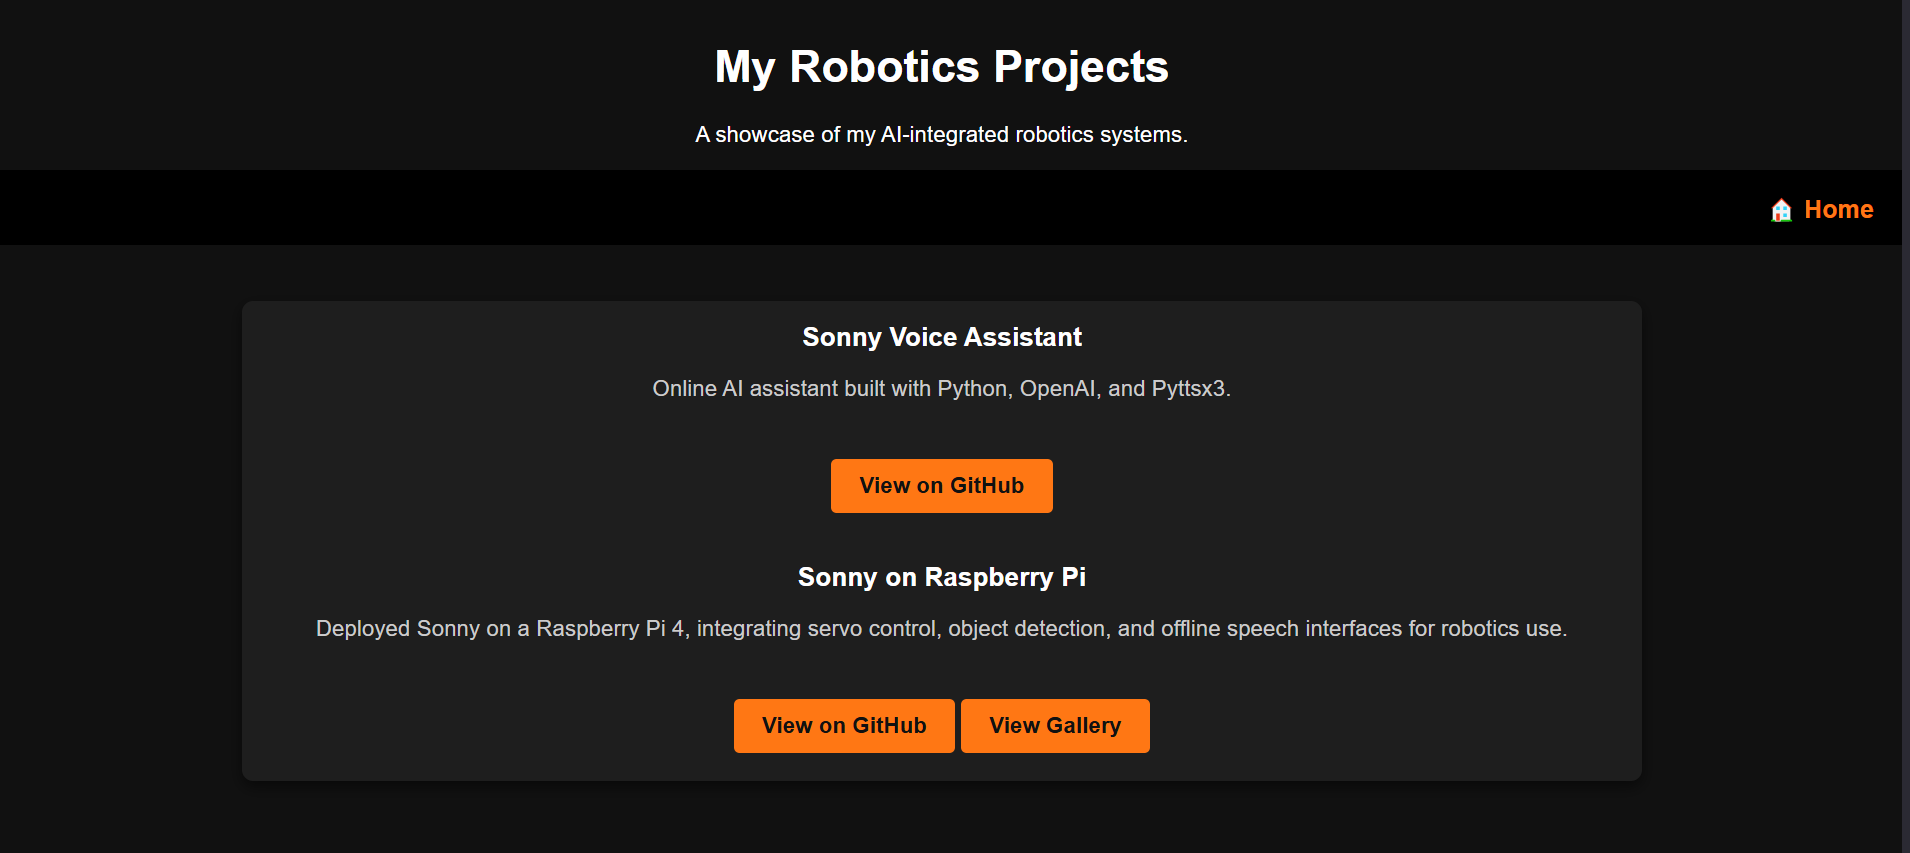 My Robotics Projects
A showcase of my AI-integrated robotics systems.
🏠 Home
Sonny Voice Assistant
Online AI assistant built with Python, OpenAI, and Pyttsx3.
View on GitHub
Sonny on Raspberry Pi
Deployed Sonny on a Raspberry Pi 4, integrating servo control, object detection, and offline speech interfaces for robotics use.
View on GitHub View Gallery